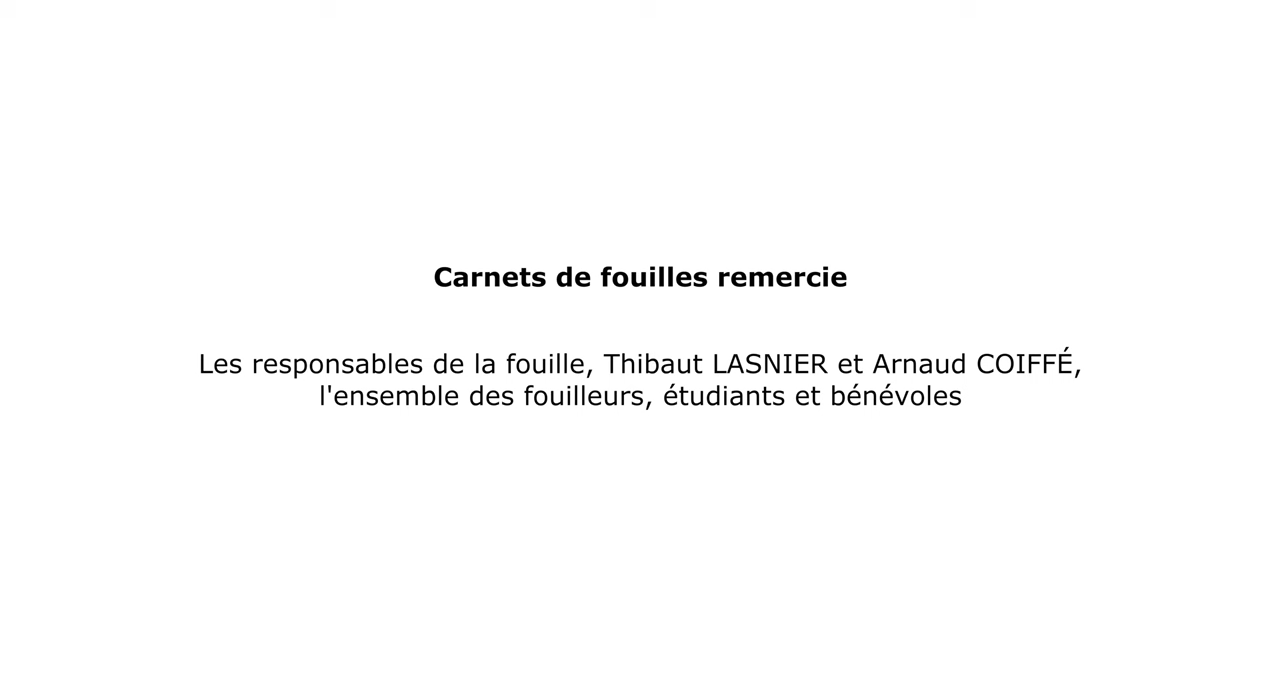 Carnets de fouilles remercie
Les responsables de la fouille, Thibaut LASNIER et Arnaud COIFFÉ,
l'ensemble des fouilleurs, étudiants et bénévoles